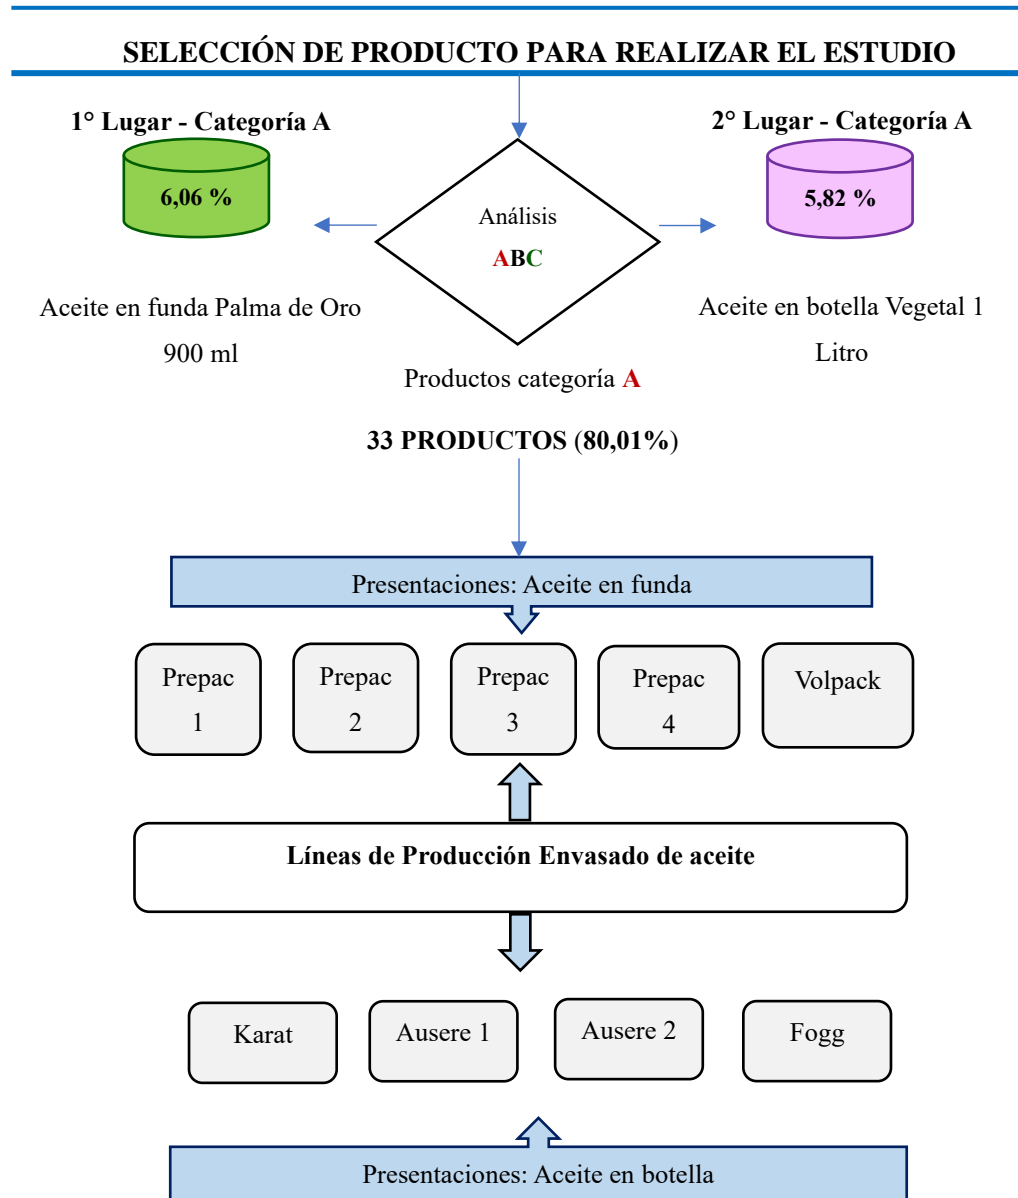 SELECCIÓN DE PRODUCTO PARA REALIZAR EL ESTUDIO
1° Lugar - Categoría A
6,06 %
Aceite en funda Palma de Oro
900 ml
Análisis
ABC
2° Lugar - Categoría A
5,82 %
Aceite en botella Vegetal 1
Litro
Productos categoría A
33 PRODUCTOS (80,01%)
Presentaciones: Aceite en funda
Prepac
1
Prepac
2
Prepac
3
Prepac
4
Volpack
Líneas de Producción Envasado de aceite
Karat
Ausere 1
Ausere 2
Fogg
Presentaciones: Aceite en botella